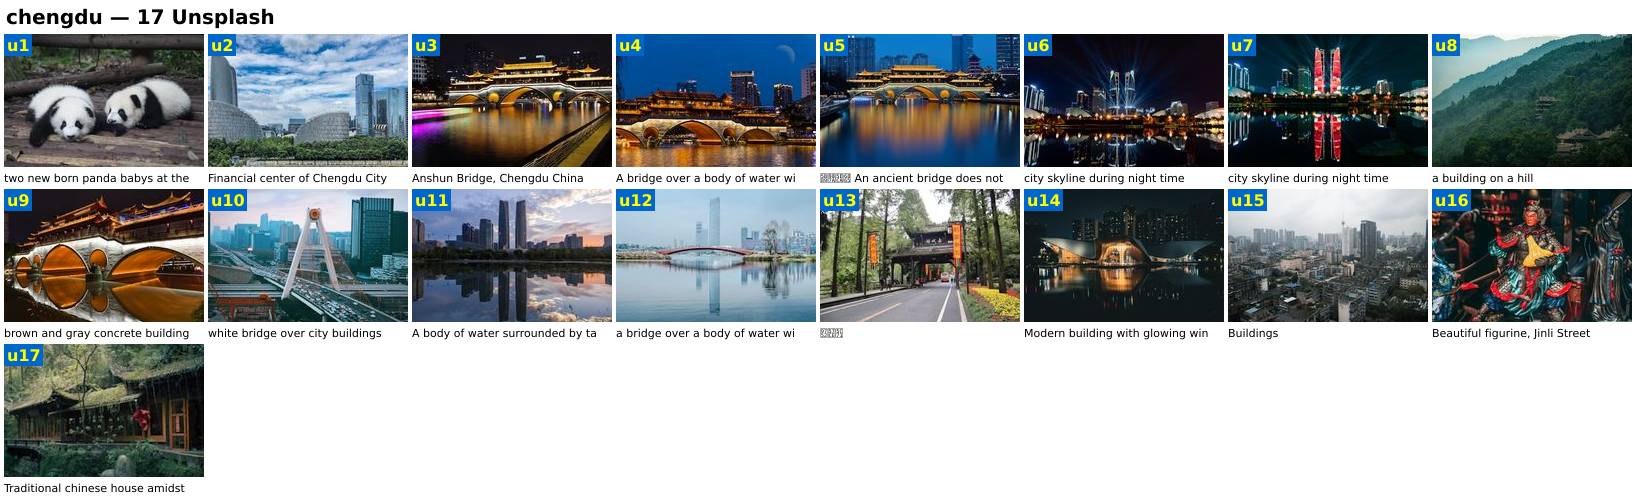 chengdu — 17 Unsplash
u1
u2
u3
u4
u5
u6
u7
u8
two new born panda babys at the
Financial center of Chengdu City
Anshun Bridge, Chengdu China
A bridge over a body of water wi
An ancient bridge does not
city skyline during night time
city skyline during night time
a building on a hill
u9
u10
u11
u12
u13
u14
u15
u16
brown and gray concrete building
white bridge over city buildings
A body of water surrounded by ta
a bridge over a body of water wi
Modern building with glowing win
Buildings
Beautiful figurine, Jinli Street
u17
Traditional chinese house amidst